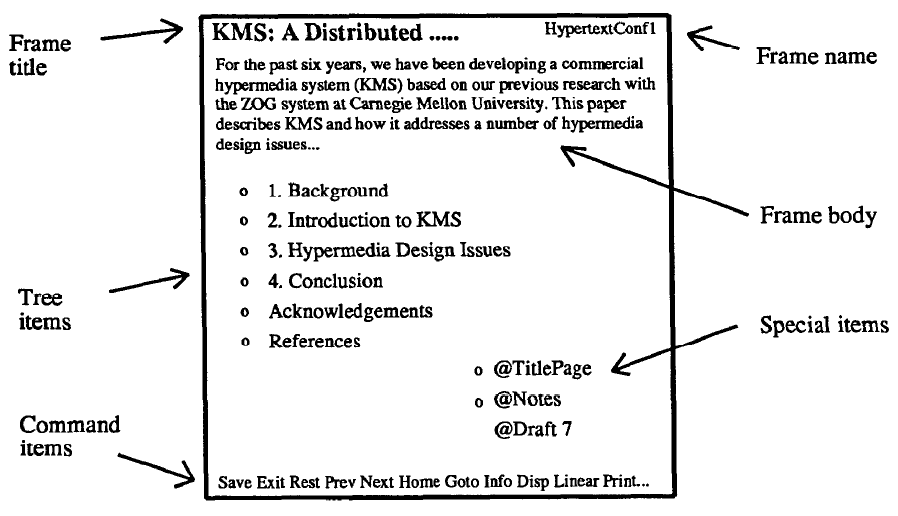 Frame
title
KMS: A Distributed .....
HypertextConf1
Frame name
For the past six years, we have been developing a commercial
hypermedia system (KMS) based on our previous research with
the ZOG system at Carnegie Mellon University. This paper
describes KMS and how it addresses a number of hypermedia
design issues...
Frame body
o 1. Background
o 2. Introduction to KMS
o 3. Hypermedia Design Issues
o 4. Conclusion
o Acknowledgements
o References
Tree
items
Special items
o @TitlePage
o @Notes
@Draft 7
Command
items
Save Exit Rest Prev Next Home Goto Info Disp Linear Print...